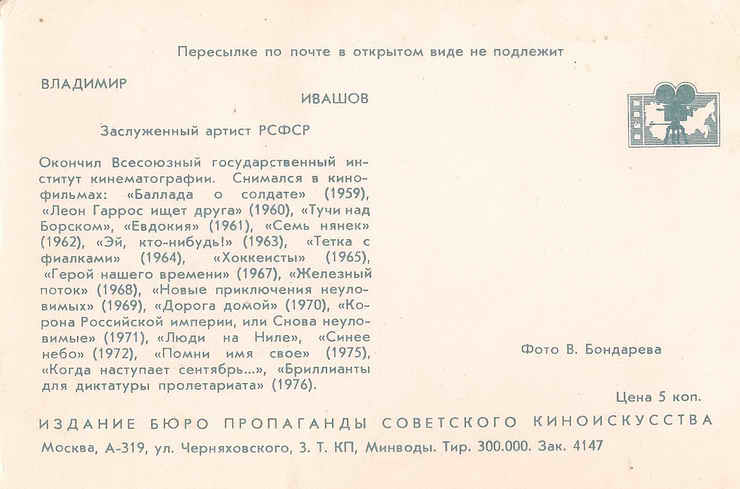 Пересылке по почте в открытом виде не подлежит
ВЛАДИМИР
ИВАШОВ
Заслуженный артист РСФСР
Окончил Всесоюзный государственный ин-
ститут кинематографии. Снимался в кино-
фильмах: «Баллада о солдате» (1959),
«Леон Гаррос ищет друга» (1960), «Тучи над
Борском», «Евдокия» (1961), «Семь нянек»
(1962), «Эй, кто-нибудь!» (1963), «Тетка с
фиалками» (1964), «Хоккеисты» (1965),
«Герой нашего времени» (1967), «Железный
поток» (1968), «Новые приключения неуло-
вимых» (1969), «Дорога домой» (1970), «Ко-
рона Российской империи, или Снова неуло-
вимые» (1971), «Люди на Ниле», «Синее
небо» (1972), «Помни имя свое» (1975),
«Когда наступает сентябрь...», «Бриллианты
для диктатуры пролетариата» (1976).
Фото В. Бондарева
Цена 5 коп.
ИЗДАНИЕ БЮРО ПРОПАГАНДЫ СОВЕТСКОГО КИНОИСКУССТВА
Москва, А-319, ул. Черняховского, 3. Т. КП, Минводы. Тир. 300.000. Зак. 4147